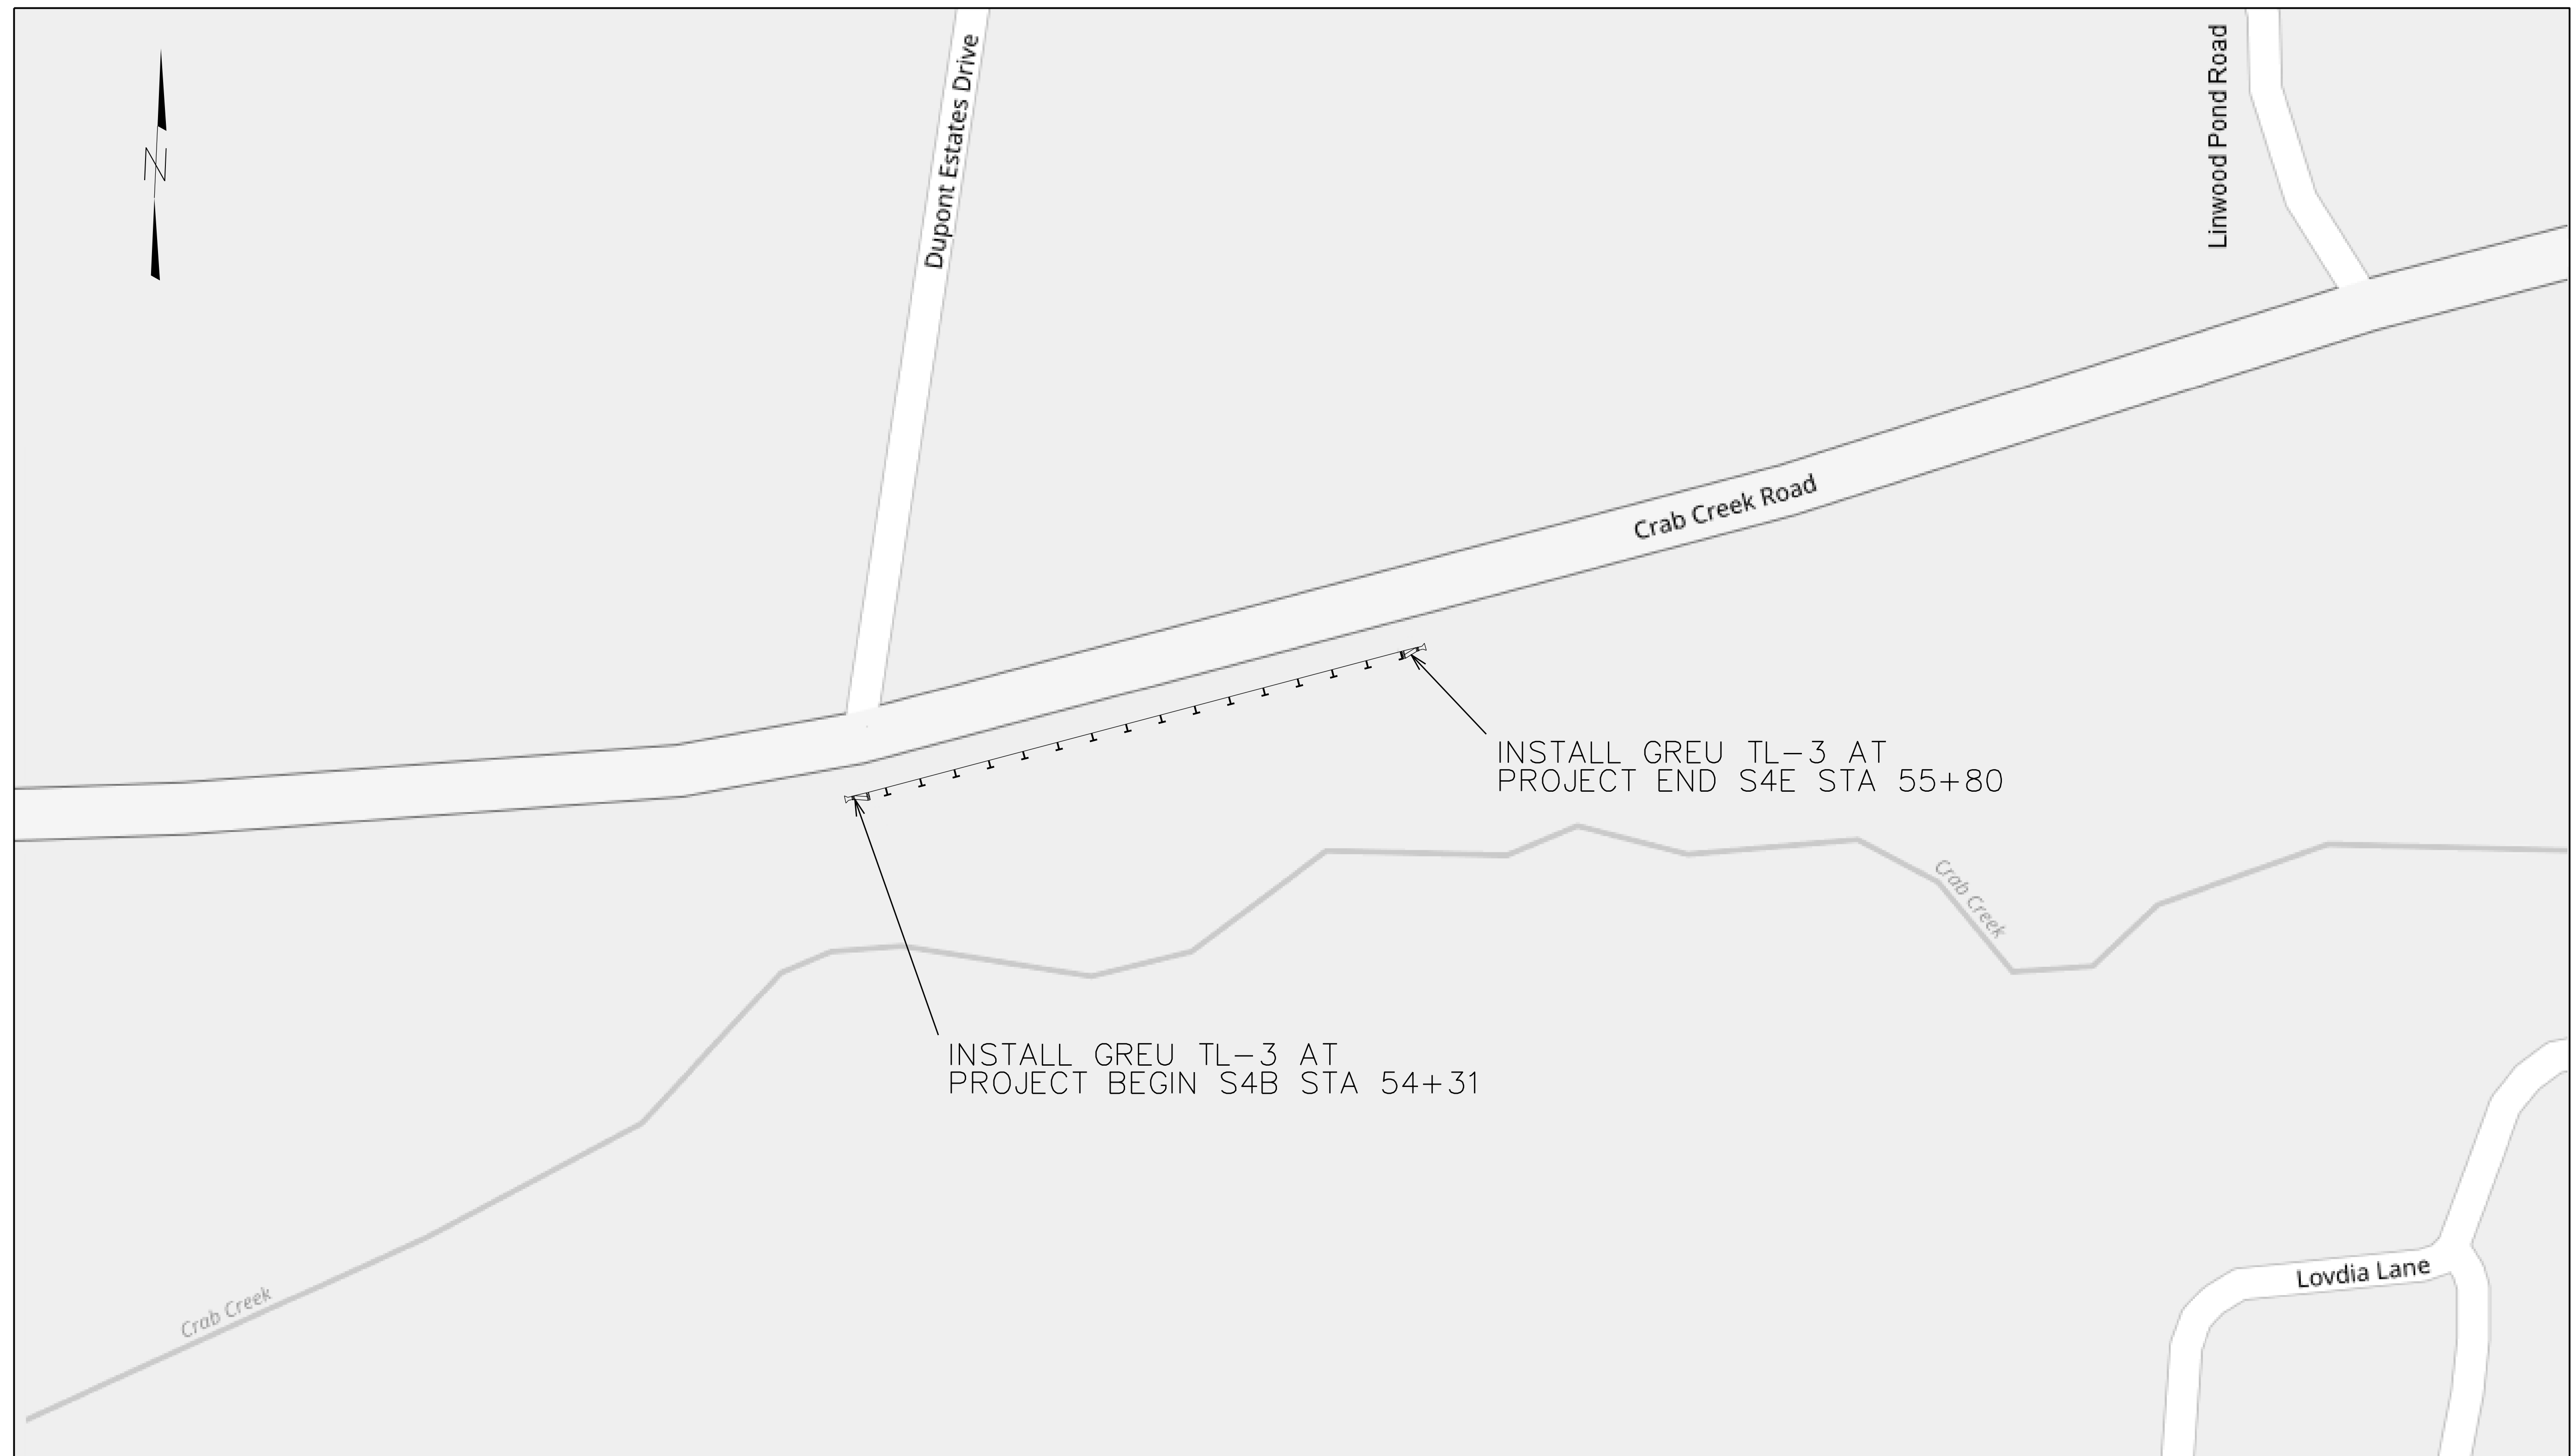 N
Dupont Estates Drive
Linwood Pond Road
Crab Creek Road
INSTALL GREU TL-3 AT
PROJECT END S4E STA 55+80
Crab Creek
INSTALL GREU TL-3 AT
PROJECT BEGIN S4B STA 54+31
Lovdia Lane
Crab Creek